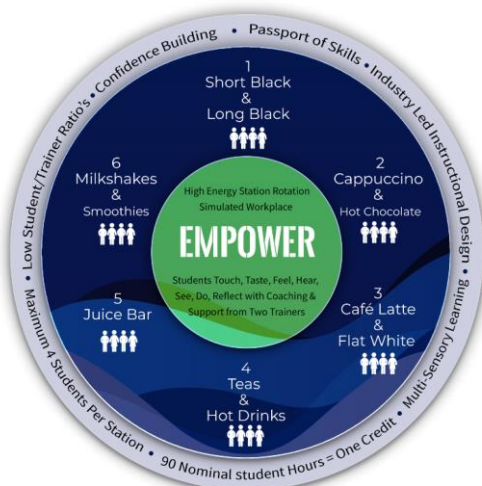 Low Student/Trainer Ratio's • Confidence Building • Passport of Skills • Industry Led Instructional Design • Multi-Sensory Learning • 90 Nominal student Hours = One Credit • Maximum 4 Students Per Station •
1
Short Black
&
Long Black
2
Cappuccino
&
Hot Chocolate
3
Café Latte
&
Flat White
4
Teas
&
Hot Drinks
5
Juice Bar
6
Milkshakes
&
Smoothies
High Energy Station Rotation
Simulated Workplace
EMPOWER
Students Touch, Taste, Feel, Hear,
See, Do, Reflect with Coaching &
Support from Two Trainers